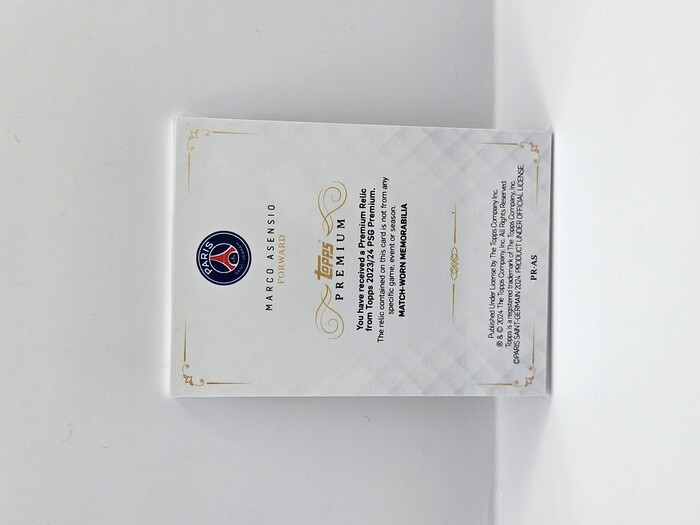 PARIS
MARCO ASENSIO
FORWARD
topps
PREMIUM
You have received a Premium Relic
from Topps 2023/24 PSG Premium.
The relic contained on this card is not from any
specific game, event or season.
MATCH-WORN MEMORABILIA
Published Under License by The Topps Company, Inc.
® & © 2024 The Topps Company, Inc. All Rights Reserved.
Topps is a registered trademark of The Topps Company, Inc.
©PARIS SAINT-GERMAIN 2024. PRODUCT UNDER OFFICIAL LICENSE.
PR-AS